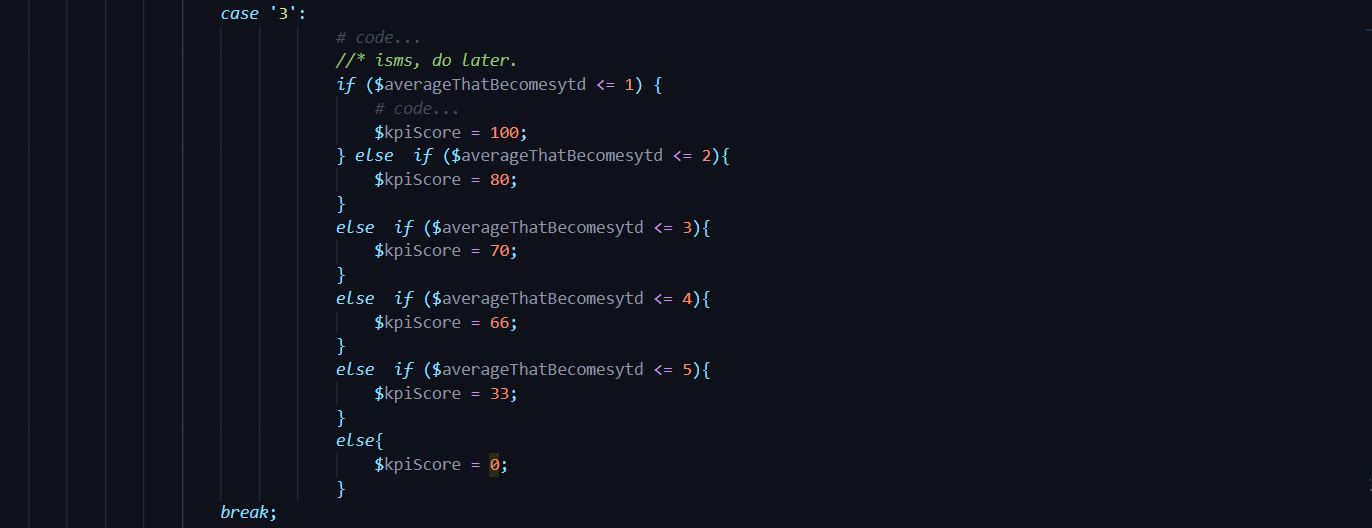 case '3':
# code...
//* isms, do later.
if ($averageThatBecomesytd <= 1) {
# code...
$kpiScore = 100;
} else  if ($averageThatBecomesytd <= 2){
$kpiScore = 80;
}
else  if ($averageThatBecomesytd <= 3){
$kpiScore = 70;
}
else  if ($averageThatBecomesytd <= 4){
$kpiScore = 66;
}
else  if ($averageThatBecomesytd <= 5){
$kpiScore = 33;
}
else{
$kpiScore = 0;
}
break;